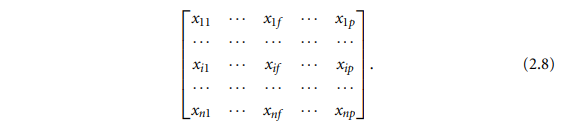 x11 ⋯ x1f ⋯ x1p
⋯ ⋯ ⋯ ⋯ ⋯
xi1 ⋯ xif ⋯ xip . (2.8)
⋯ ⋯ ⋯ ⋯ ⋯
xn1 ⋯ xnf ⋯ xnp